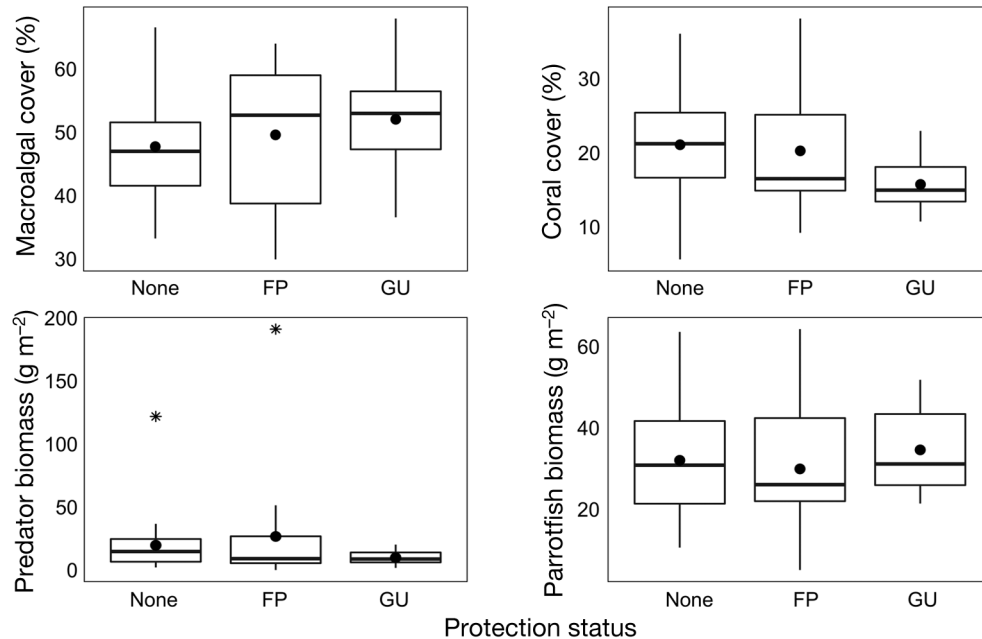 Macroalgal cover (%)
60
50
40
30
None FP GU
Coral cover (%)
30
20
10
None FP GU
Predator biomass (g m⁻²)
200
150
100
50
0
None FP GU
Parrotfish biomass (g m⁻²)
60
40
20
None FP GU
Protection status